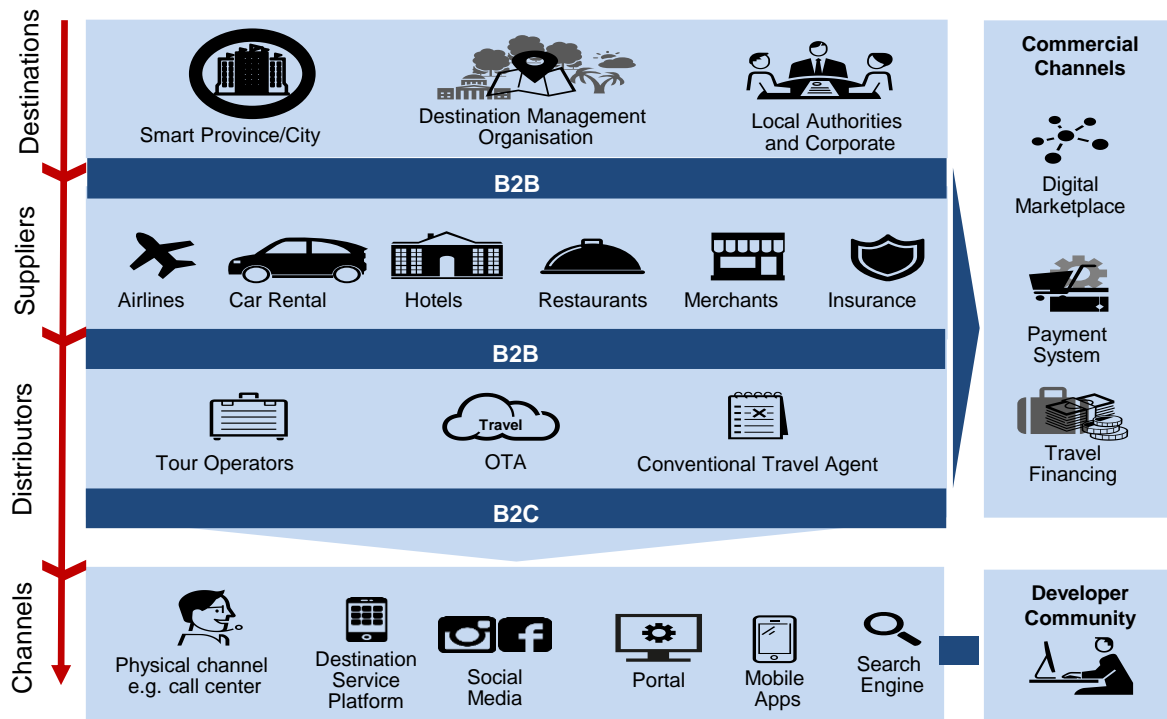 Destinations
Smart Province/City
Destination Management
Organisation
Local Authorities
and Corporate
B2B
Suppliers
Airlines
Car Rental
Hotels
Restaurants
Merchants
Insurance
B2B
Distributors
Travel
Tour Operators
OTA
Conventional Travel Agent
B2C
Channels
Physical channel
e.g. call center
Destination
Service
Platform
Social
Media
Portal
Mobile
Apps
Search
Engine
Commercial
Channels
Digital
Marketplace
Payment
System
Travel
Financing
Developer
Community